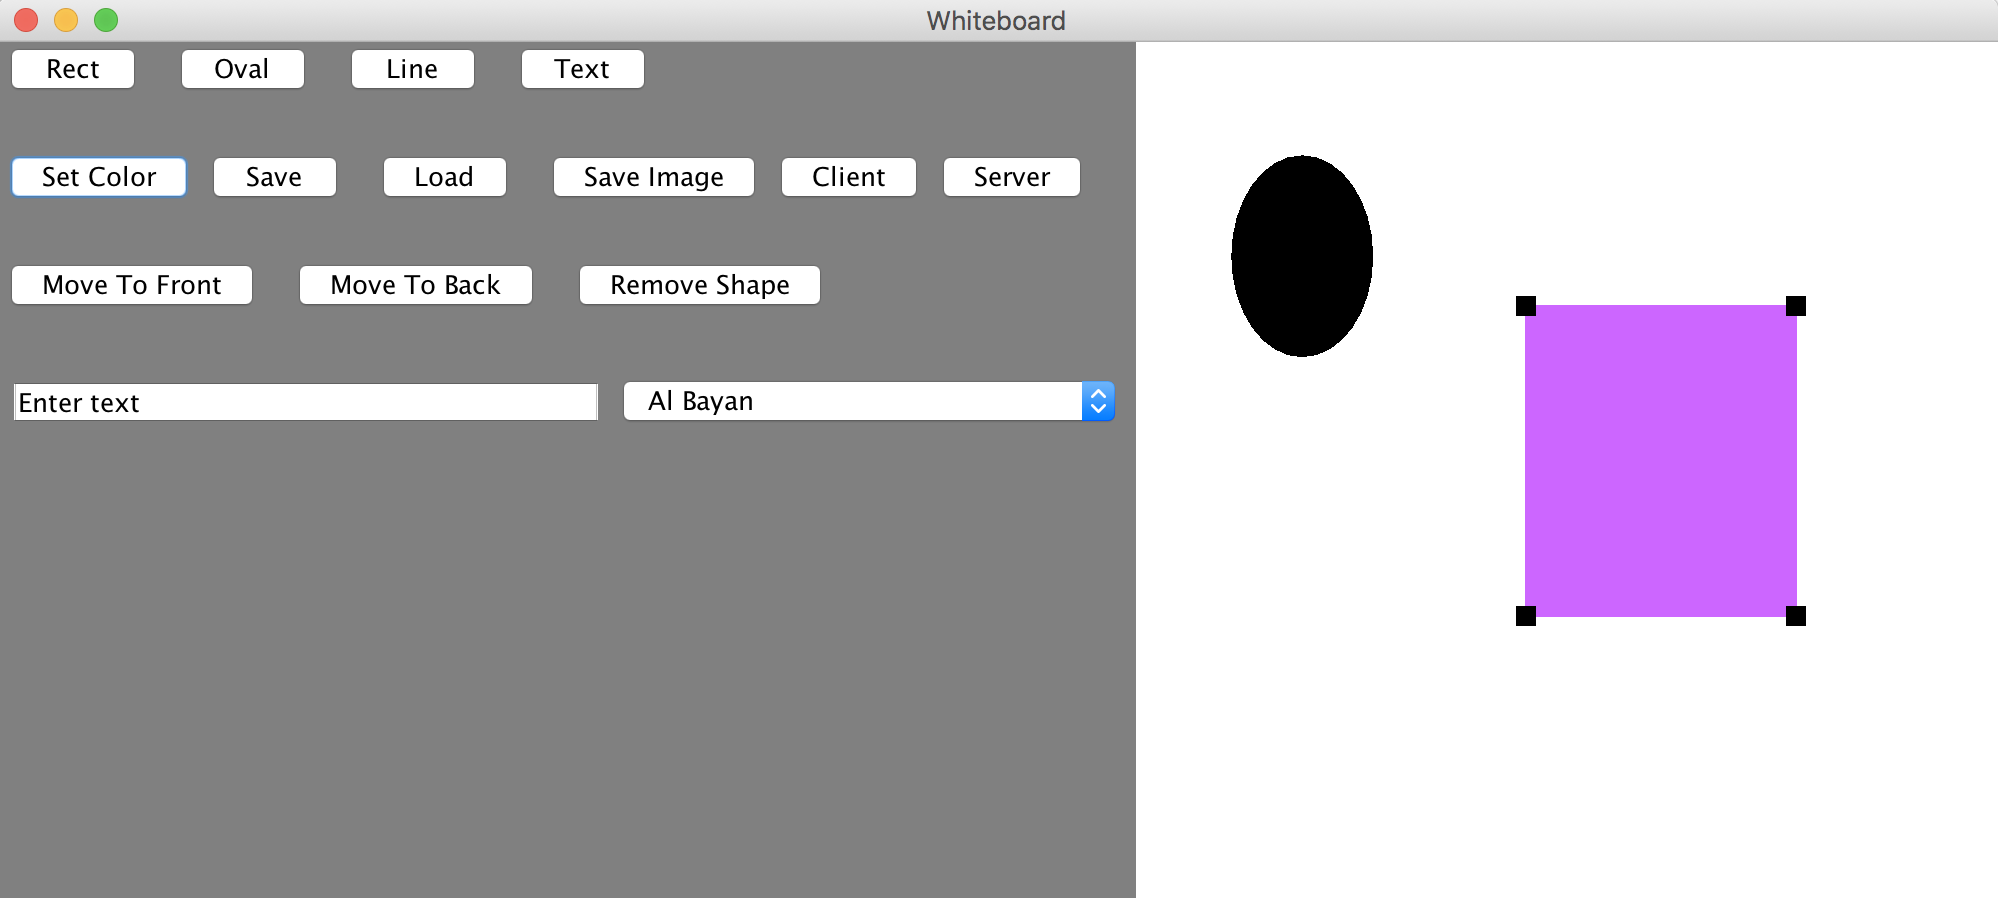 Whiteboard
Rect Oval Line Text
Set Color Save Load Save Image Client Server
Move To Front Move To Back Remove Shape
Enter text Al Bayan